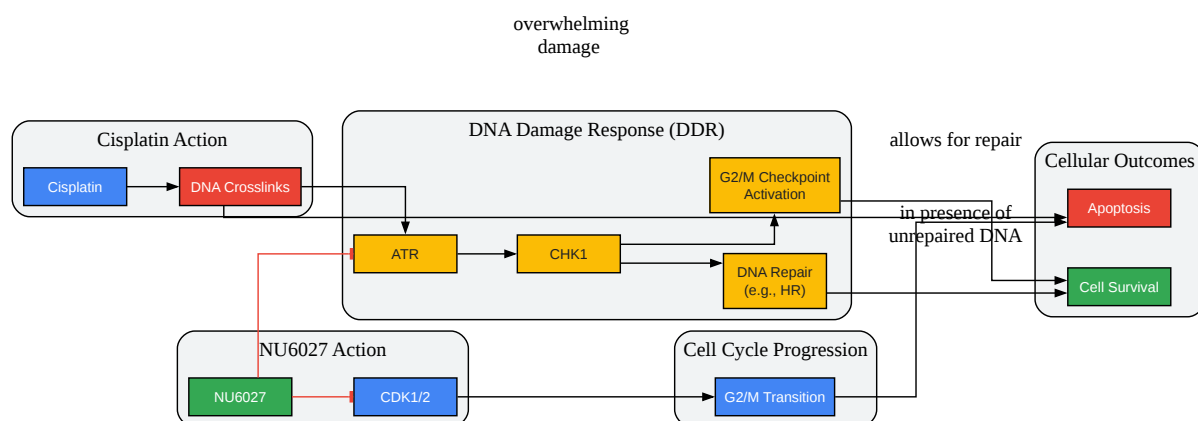 overwhelming
damage
Cisplatin Action
Cisplatin
DNA Crosslinks
DNA Damage Response (DDR)
G2/M Checkpoint
Activation
ATR
CHK1
DNA Repair
(e.g., HR)
allows for repair
in presence of
unrepaired DNA
Cellular Outcomes
Apoptosis
Cell Survival
NU6027 Action
NU6027
CDK1/2
Cell Cycle Progression
G2/M Transition